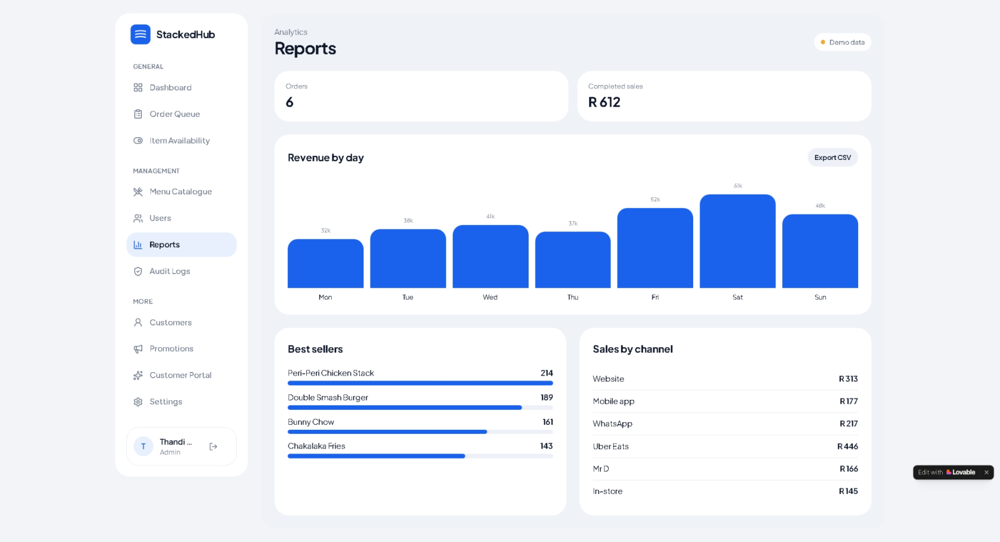 StackedHub
GENERAL
Dashboard
Order Queue
Item Availability
MANAGEMENT
Menu Catalogue
Users
Reports
Audit Logs
MORE
Customers
Promotions
Customer Portal
Settings
T
Thandi ...
Admin
Analytics
Reports
Demo data
Orders
6
Completed sales
R 612
Revenue by day
Export CSV
32k
38k
41k
37k
52k
61k
48k
Mon
Tue
Wed
Thu
Fri
Sat
Sun
Best sellers
Peri-Peri Chicken Stack 214
Double Smash Burger 189
Bunny Chow 161
Chakalaka Fries 143
Sales by channel
Website R 313
Mobile app R 177
WhatsApp R 217
Uber Eats R 446
Mr D R 166
In-store R 145
Edit with Lovable ×